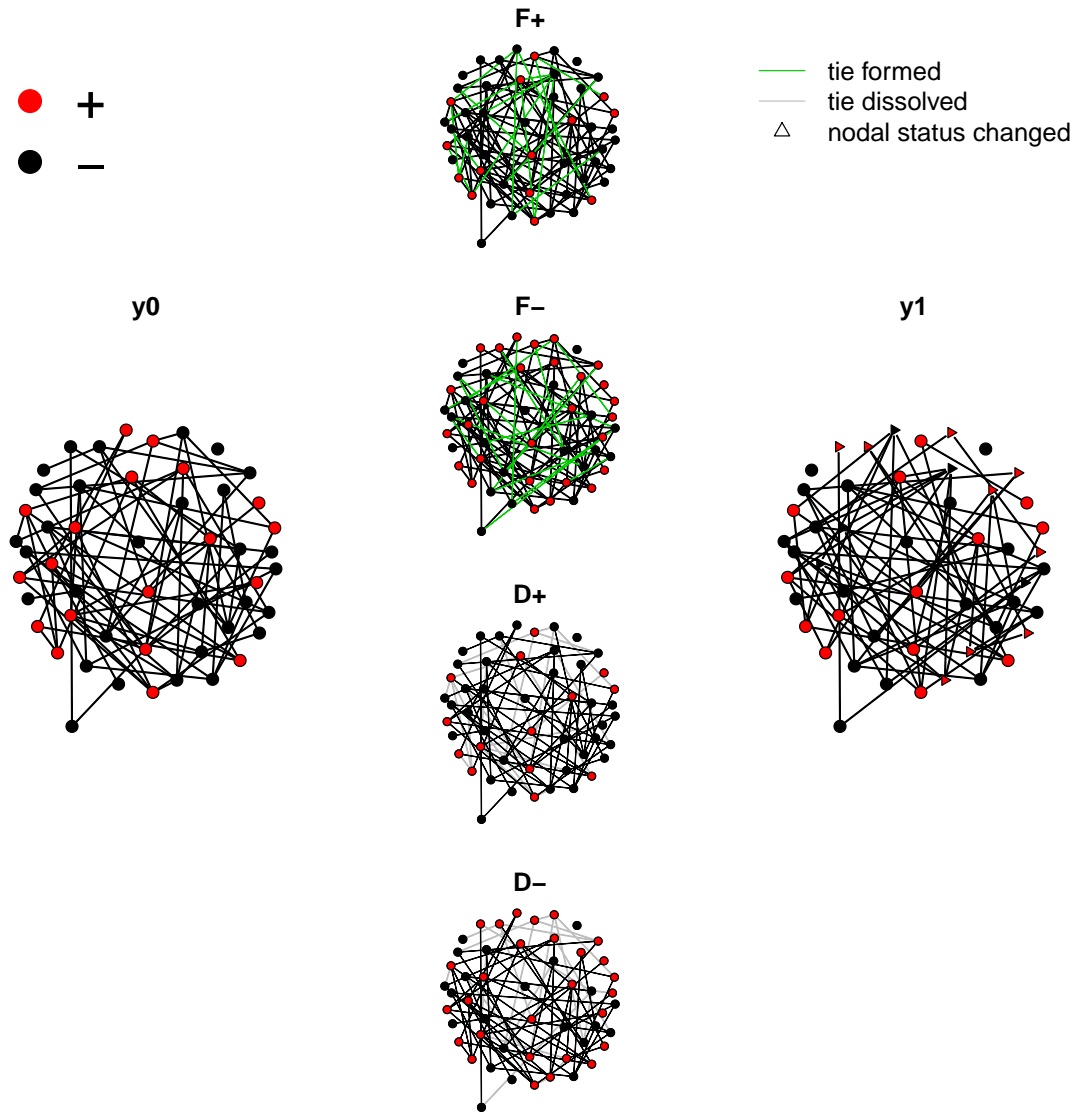 F+
+
−
tie formed
tie dissolved
nodal status changed
y0
F−
y1
D+
D−